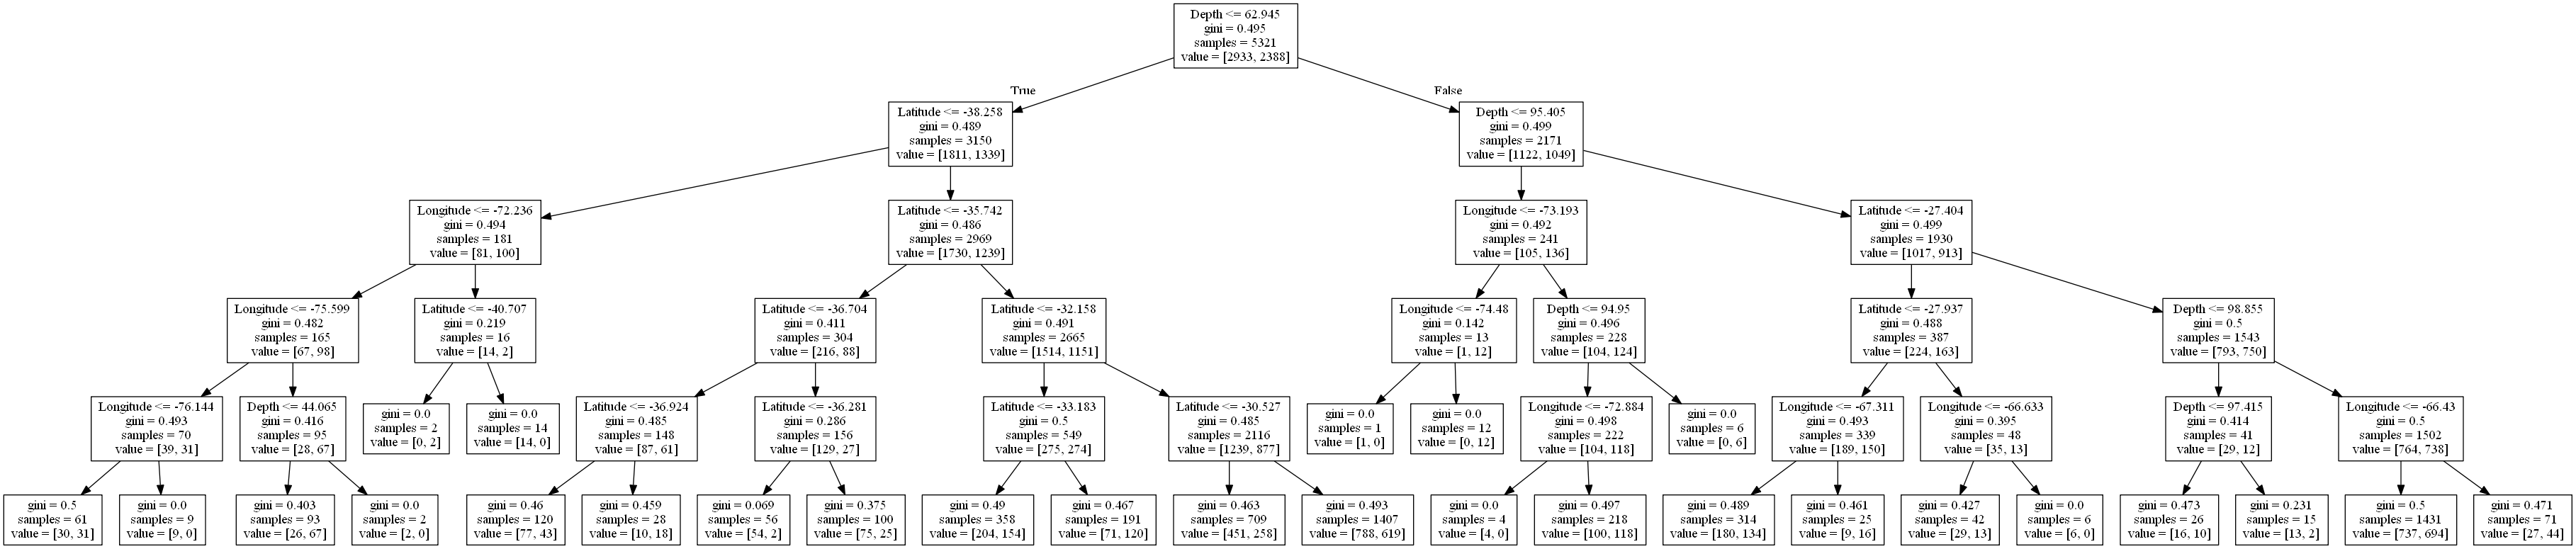 Depth <= 62.945
gini = 0.495
samples = 5321
value = [2933, 2388]
True
False
Latitude <= -38.258
gini = 0.489
samples = 3150
value = [1811, 1339]
Depth <= 95.405
gini = 0.499
samples = 2171
value = [1122, 1049]
Longitude <= -72.236
gini = 0.494
samples = 181
value = [81, 100]
Latitude <= -35.742
gini = 0.486
samples = 2969
value = [1730, 1239]
Longitude <= -73.193
gini = 0.492
samples = 241
value = [105, 136]
Latitude <= -27.404
gini = 0.499
samples = 1930
value = [1017, 913]
Longitude <= -75.599
gini = 0.482
samples = 165
value = [67, 98]
Latitude <= -40.707
gini = 0.219
samples = 16
value = [14, 2]
Latitude <= -36.704
gini = 0.411
samples = 304
value = [216, 88]
Latitude <= -32.158
gini = 0.491
samples = 2665
value = [1514, 1151]
Longitude <= -74.48
gini = 0.142
samples = 13
value = [1, 12]
Depth <= 94.95
gini = 0.496
samples = 228
value = [104, 124]
Latitude <= -27.937
gini = 0.488
samples = 387
value = [224, 163]
Depth <= 98.855
gini = 0.5
samples = 1543
value = [793, 750]
Longitude <= -76.144
gini = 0.493
samples = 70
value = [39, 31]
Depth <= 44.065
gini = 0.416
samples = 95
value = [28, 67]
gini = 0.0
samples = 2
value = [0, 2]
gini = 0.0
samples = 14
value = [14, 0]
Latitude <= -36.924
gini = 0.485
samples = 148
value = [87, 61]
Latitude <= -36.281
gini = 0.286
samples = 156
value = [129, 27]
Latitude <= -33.183
gini = 0.5
samples = 549
value = [275, 274]
Latitude <= -30.527
gini = 0.485
samples = 2116
value = [1239, 877]
gini = 0.0
samples = 1
value = [1, 0]
gini = 0.0
samples = 12
value = [0, 12]
Longitude <= -72.884
gini = 0.498
samples = 222
value = [104, 118]
gini = 0.0
samples = 6
value = [0, 6]
Longitude <= -67.311
gini = 0.493
samples = 339
value = [189, 150]
Longitude <= -66.633
gini = 0.395
samples = 48
value = [35, 13]
Depth <= 97.415
gini = 0.414
samples = 41
value = [29, 12]
Longitude <= -66.43
gini = 0.5
samples = 1502
value = [764, 738]
gini = 0.5
samples = 61
value = [30, 31]
gini = 0.0
samples = 9
value = [9, 0]
gini = 0.403
samples = 93
value = [26, 67]
gini = 0.0
samples = 2
value = [2, 0]
gini = 0.46
samples = 120
value = [77, 43]
gini = 0.459
samples = 28
value = [10, 18]
gini = 0.069
samples = 56
value = [54, 2]
gini = 0.375
samples = 100
value = [75, 25]
gini = 0.49
samples = 358
value = [204, 154]
gini = 0.467
samples = 191
value = [71, 120]
gini = 0.463
samples = 709
value = [451, 258]
gini = 0.493
samples = 1407
value = [788, 619]
gini = 0.0
samples = 4
value = [4, 0]
gini = 0.497
samples = 218
value = [100, 118]
gini = 0.489
samples = 314
value = [180, 134]
gini = 0.461
samples = 25
value = [9, 16]
gini = 0.427
samples = 42
value = [29, 13]
gini = 0.0
samples = 6
value = [6, 0]
gini = 0.473
samples = 26
value = [16, 10]
gini = 0.231
samples = 15
value = [13, 2]
gini = 0.5
samples = 1431
value = [737, 694]
gini = 0.471
samples = 71
value = [27, 44]